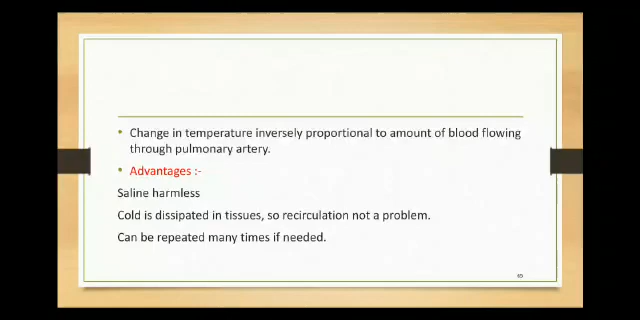 • Change in temperature inversely proportional to amount of blood flowing
through pulmonary artery.
• Advantages :-
Saline harmless
Cold is dissipated in tissues, so recirculation not a problem.
Can be repeated many times if needed.